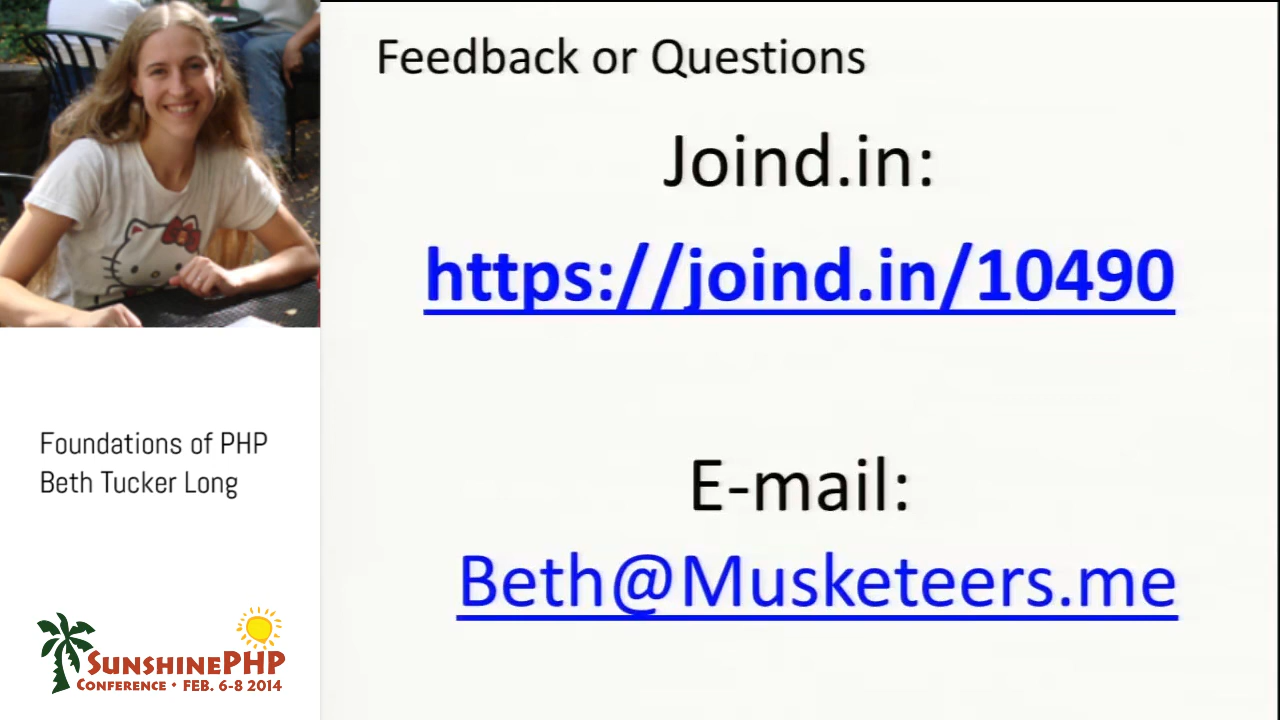 Feedback or Questions
Joind.in:
https://joind.in/10490
E-mail:
Beth@Musketeers.me
Foundations of PHP
Beth Tucker Long
SunshinePHP
Conference • Feb. 6-8 2014